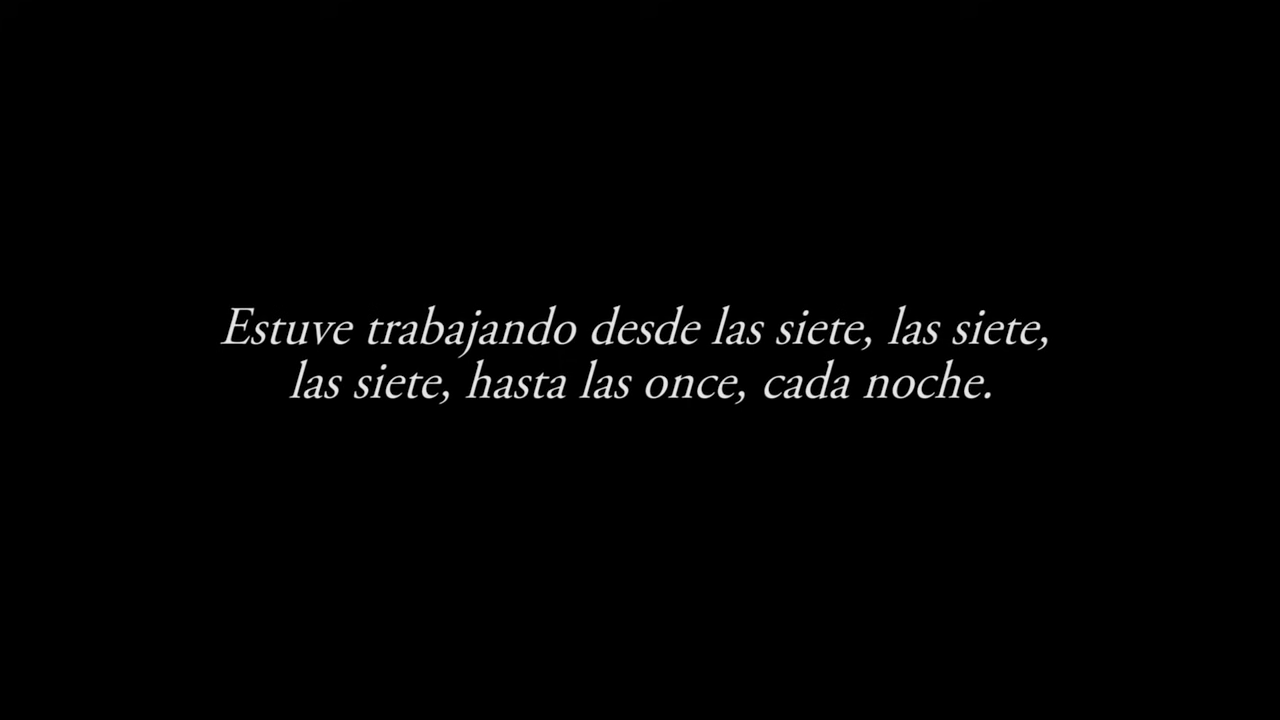 Estuve trabajando desde las siete, las siete,
las siete, hasta las once, cada noche.